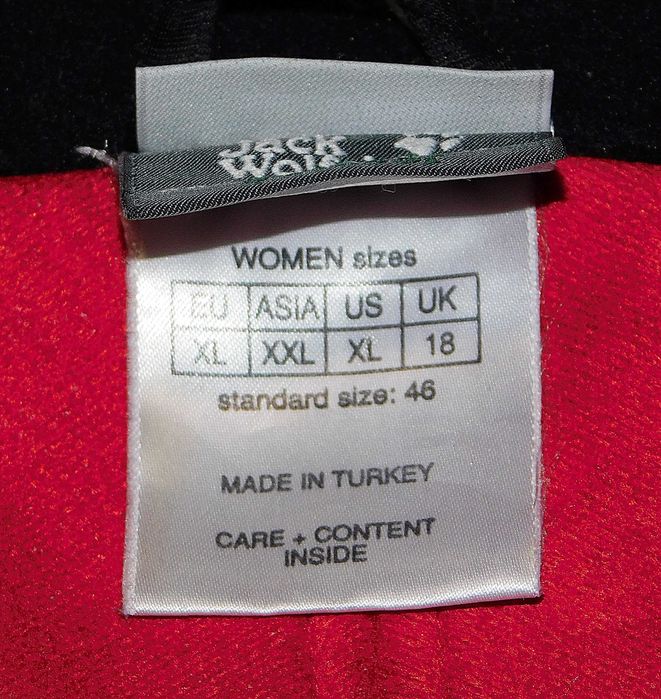 Jack
Wolf
WOMEN sizes
EU ASIA US UK
XL XXL XL 18
standard size: 46
MADE IN TURKEY
CARE + CONTENT
INSIDE